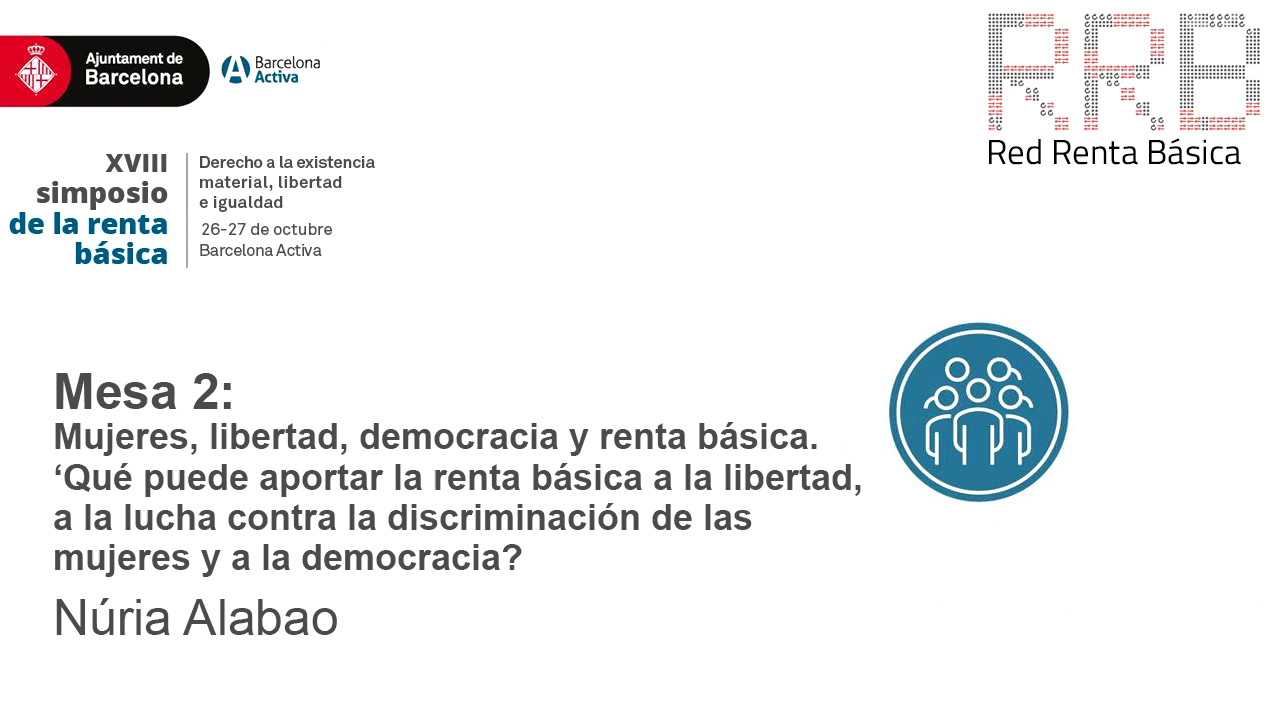 Ajuntament de
Barcelona
Barcelona
Activa
RRB
Red Renta Básica
XVIII
simposio
de la renta
básica
Derecho a la existencia
material, libertad
e igualdad
26-27 de octubre
Barcelona Activa
Mesa 2:
Mujeres, libertad, democracia y renta básica.
‘Qué puede aportar la renta básica a la libertad,
a la lucha contra la discriminación de las
mujeres y a la democracia?
Núria Alabao